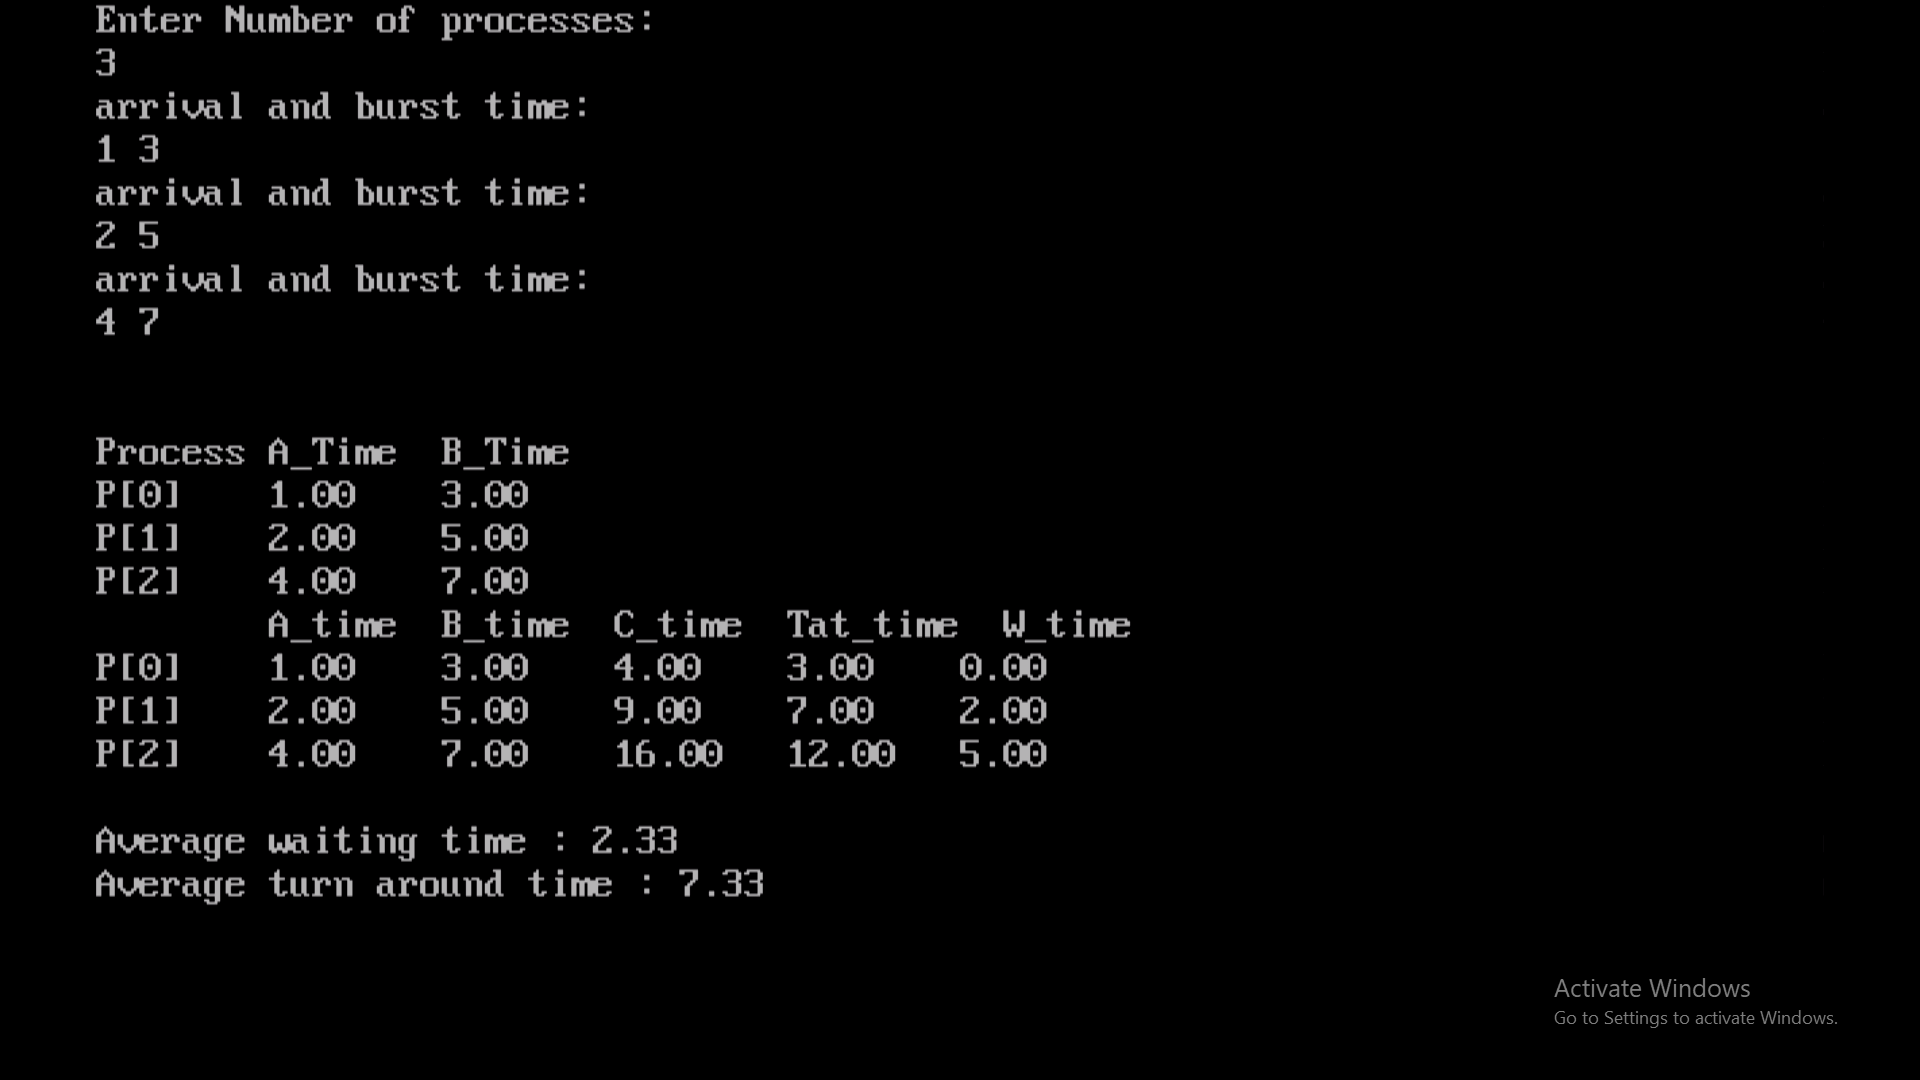 Enter Number of processes:
3
arrival and burst time:
1 3
arrival and burst time:
2 5
arrival and burst time:
4 7
Process A_Time B_Time
P[0] 1.00 3.00
P[1] 2.00 5.00
P[2] 4.00 7.00
A_time B_time C_time Tat_time W_time
P[0] 1.00 3.00 4.00 3.00 0.00
P[1] 2.00 5.00 9.00 7.00 2.00
P[2] 4.00 7.00 16.00 12.00 5.00
Average waiting time : 2.33
Average turn around time : 7.33
Activate Windows
Go to Settings to activate Windows.